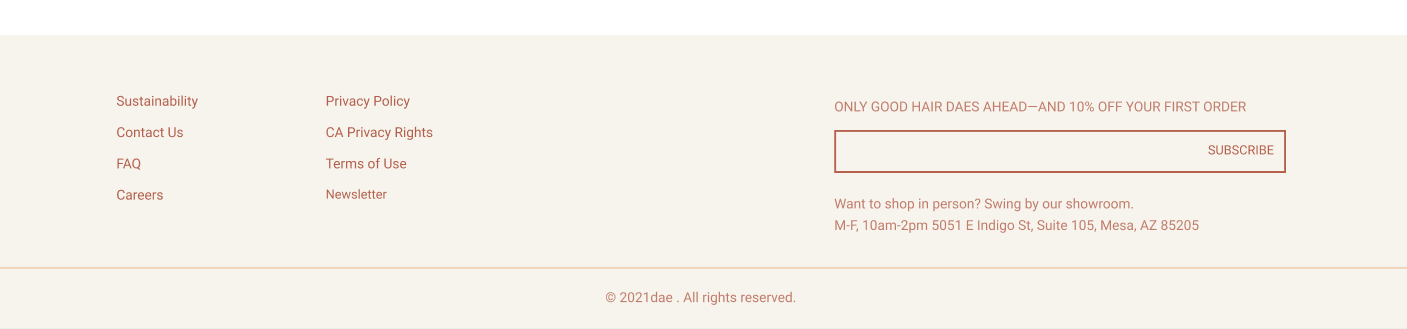 Sustainability
Contact Us
FAQ
Careers
Privacy Policy
CA Privacy Rights
Terms of Use
Newsletter
ONLY GOOD HAIR DAES AHEAD—AND 10% OFF YOUR FIRST ORDER
SUBSCRIBE
Want to shop in person? Swing by our showroom.
M-F, 10am-2pm 5051 E Indigo St, Suite 105, Mesa, AZ 85205
© 2021dae . All rights reserved.